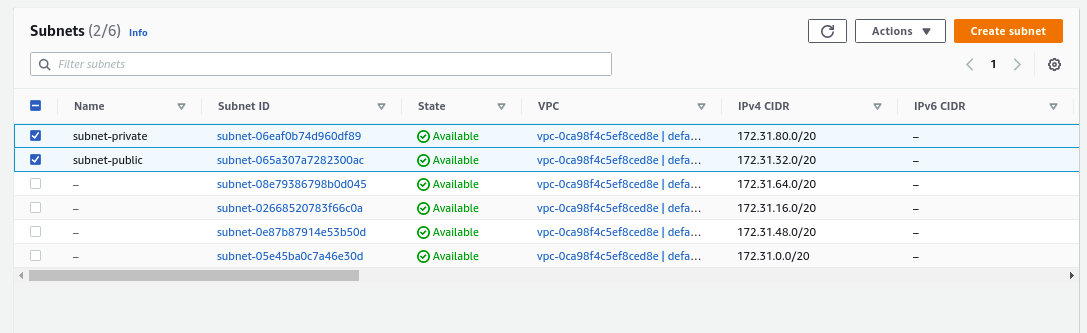 Subnets (2/6) Info Actions Create subnet
Filter subnets 1
Name Subnet ID State VPC IPv4 CIDR IPv6 CIDR
subnet-private subnet-06eaf0b74d960df89 Available vpc-0ca98f4c5ef8ced8e | defa... 172.31.80.0/20 –
subnet-public subnet-065a307a7282300ac Available vpc-0ca98f4c5ef8ced8e | defa... 172.31.32.0/20 –
– subnet-08e79386798b0d045 Available vpc-0ca98f4c5ef8ced8e | defa... 172.31.64.0/20 –
– subnet-02668520783f66c0a Available vpc-0ca98f4c5ef8ced8e | defa... 172.31.16.0/20 –
– subnet-0e87b87914e53b50d Available vpc-0ca98f4c5ef8ced8e | defa... 172.31.48.0/20 –
– subnet-05e45ba0c7a46e30d Available vpc-0ca98f4c5ef8ced8e | defa... 172.31.0.0/20 –